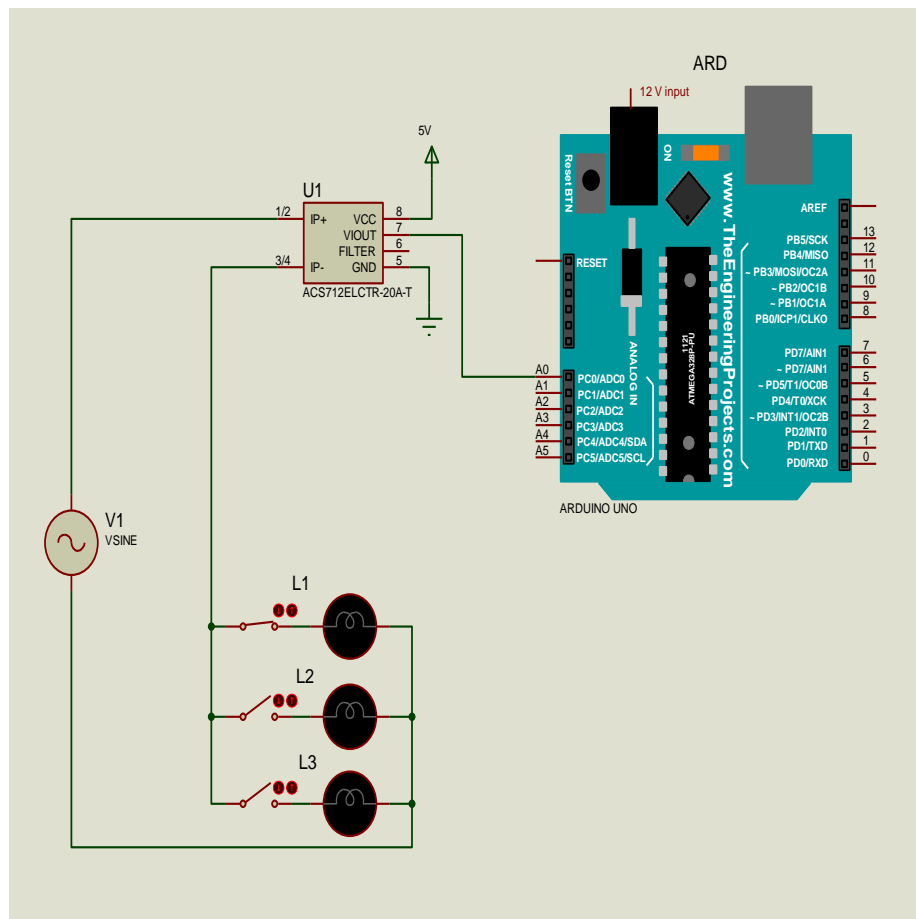 ARD
12 V input
5V
Reset BTN
ON
www.TheEngineeringProjects.com
U1
1/2
IP+
VCC
8
VIOUT
7
FILTER
6
3/4
IP-
GND
5
ACS712ELCTR-20A-T
RESET
AREF
PB5/SCK
13
PB4/MISO
12
~ PB3/MOSI/OC2A
11
~ PB2/OC1B
10
~ PB1/OC1A
9
PB0/ICP1/CLKO
8
1121
ATMEGA328P-PU
ANALOG IN
A0
PC0/ADC0
A1
PC1/ADC1
A2
PC2/ADC2
A3
PC3/ADC3
A4
PC4/ADC4/SDA
A5
PC5/ADC5/SCL
PD7/AIN1
7
~ PD7/AIN1
6
~ PD5/T1/OC0B
5
PD4/T0/XCK
4
~ PD3/INT1/OC2B
3
PD2/INT0
2
PD1/TXD
1
PD0/RXD
0
ARDUINO UNO
V1
VSINE
L1
L2
L3